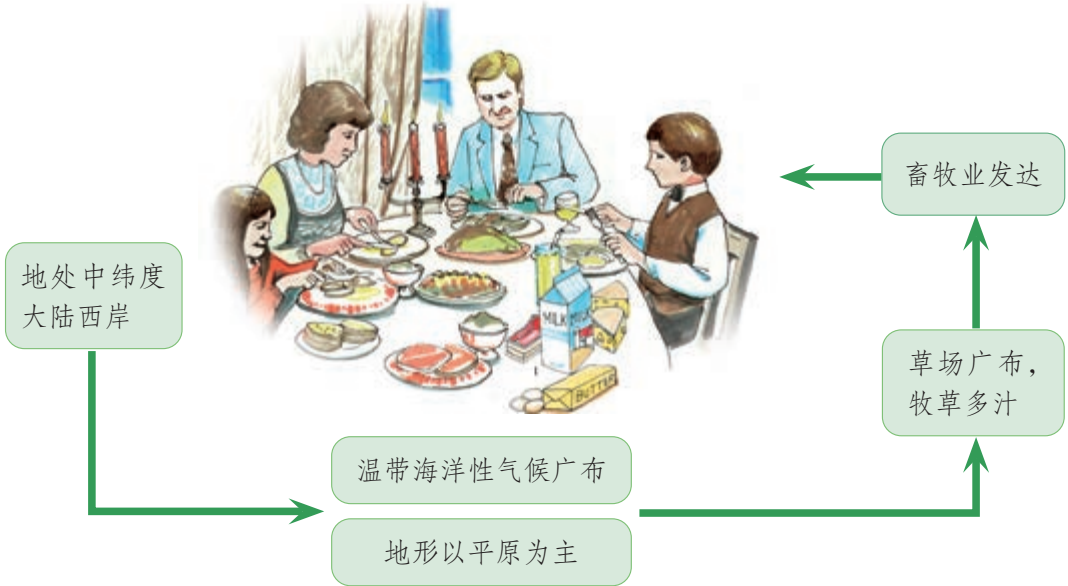 地处中纬度
大陆西岸
温带海洋性气候广布
地形以平原为主
草场广布，
牧草多汁
畜牧业发达
MILK
MILK
BUTTER